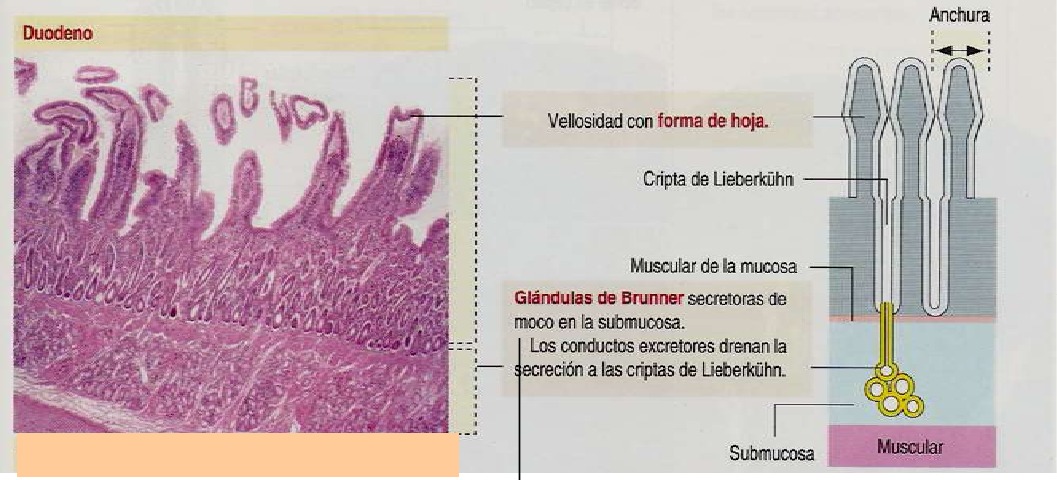 Duodeno
Anchura
Vellosidad con forma de hoja.
Cripta de Lieberkühn
Muscular de la mucosa
Glándulas de Brunner secretoras de
moco en la submucosa.
Los conductos excretores drenan la
secreción a las criptas de Lieberkühn.
Submucosa
Muscular